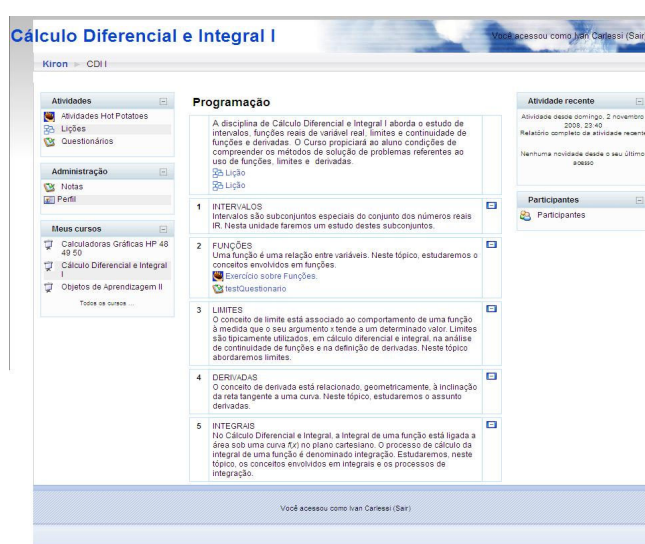 Cálculo Diferencial e Integral I
Você acessou como Ivan Carlessi (Sair)
Kiron ► CDI I
Atividades
Atividades Hot Potatoes
Lições
Questionários
Administração
Notas
Perfil
Meus cursos
Calculadoras Gráficas HP 48
49 50
Cálculo Diferencial e Integral
I
Objetos de Aprendizagem II
Todos os cursos ...
Programação
A disciplina de Cálculo Diferencial e Integral I aborda o estudo de
intervalos, funções reais de variável real, limites e continuidade de
funções e derivadas. O Curso propiciará ao aluno condições de
compreender os métodos de solução de problemas referentes ao
uso de funções, limites e derivadas.
Lição
Lição
1 INTERVALOS
Intervalos são subconjuntos especiais do conjunto dos números reais
IR. Nesta unidade faremos um estudo destes subconjuntos.
2 FUNÇÕES
Uma função é uma relação entre variáveis. Neste tópico, estudaremos o
conceitos envolvidos em funções.
Exercício sobre Funções.
testQuestionario
3 LIMITES
O conceito de limite está associado ao comportamento de uma função
à medida que o seu argumento x tende a um determinado valor. Limites
são tipicamente utilizados, em cálculo diferencial e integral, na análise
de continuidade de funções e na definição de derivadas. Neste tópico
abordaremos limites.
4 DERIVADAS
O conceito de derivada está relacionado, geometricamente, à inclinação
da reta tangente a uma curva. Neste tópico, estudaremos o assunto
derivadas.
5 INTEGRAIS
No Cálculo Diferencial e Integral, a Integral de uma função está ligada a
área sob uma curva f(x) no plano cartesiano. O processo de cálculo da
integral de uma função é denominado integração. Estudaremos, neste
tópico, os conceitos envolvidos em integrais e os processos de
integração.
Atividade recente
Atividade desde domingo, 2 novembro
2008, 23:40
Relatório completo da atividade recente
Nenhuma novidade desde o seu último
acesso
Participantes
Participantes
Você acessou como Ivan Carlessi (Sair)